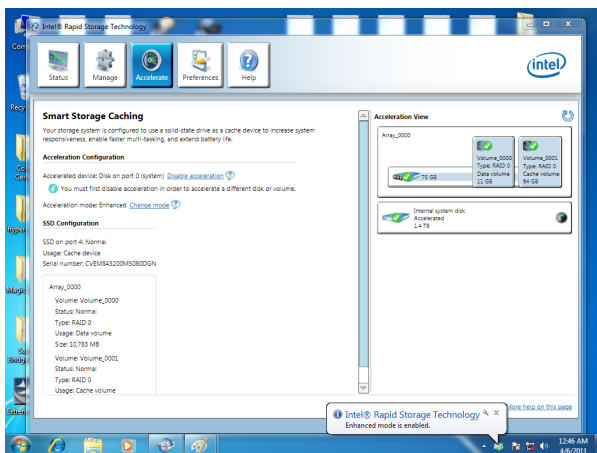 Intel® Rapid Storage Technology
Status
Manage
Accelerate
Preferences
Help
intel
Smart Storage Caching
Your storage system is configured to use a solid-state drive as a cache device to increase system
responsiveness, enable faster multi-tasking, and extend battery life.
Acceleration Configuration
Accelerated device: Disk on port 0 (system) Disable acceleration
You must first disable acceleration in order to accelerate a different disk or volume.
Acceleration mode: Enhanced Change mode
SSD Configuration
SSD on port 4: Normal
Usage: Cache device
Serial number: CVEM843200MS080DGN
Array_0000
Volume: Volume_0000
Status: Normal
Type: RAID 0
Usage: Data volume
Size: 10,783 MB
Volume: Volume_0001
Status: Normal
Type: RAID 0
Usage: Cache volume
Acceleration View
Array_0000
75 GB
Volume_0000
Type: RAID 0
Data volume
11 GB
Volume_0001
Type: RAID 0
Cache volume
64 GB
Internal system disk
Accelerated
1.4 TB
More help on this page
Intel® Rapid Storage Technology
Enhanced mode is enabled.
12:46 AM
4/6/2011